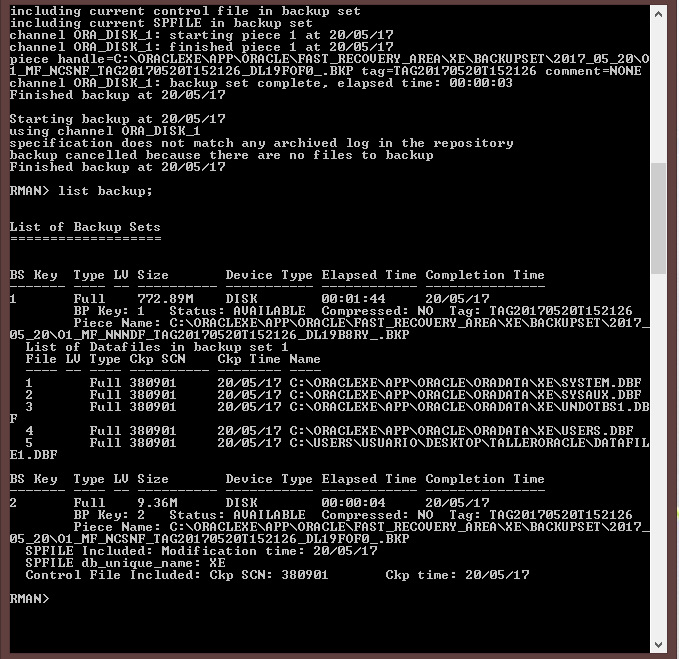 including current control file in backup set
including current SPFILE in backup set
channel ORA_DISK_1: starting piece 1 at 20/05/17
channel ORA_DISK_1: finished piece 1 at 20/05/17
piece handle=C:\ORACLEXE\APP\ORACLE\FAST_RECOVERY_AREA\XE\BACKUPSET\2017_05_20\O
1_MF_NCSNF_TAG20170520T152126_DL19FOF0_.BKP tag=TAG20170520T152126 comment=NONE
channel ORA_DISK_1: backup set complete, elapsed time: 00:00:03
Finished backup at 20/05/17
Starting backup at 20/05/17
using channel ORA_DISK_1
specification does not match any archived log in the repository
backup cancelled because there are no files to backup
Finished backup at 20/05/17
RMAN> list backup;
List of Backup Sets
===================
BS Key  Type LV Size       Device Type Elapsed Time Completion Time
------- ---- -- ---------- ----------- ------------ ---------------
1       Full    772.89M    DISK        00:01:44     20/05/17
        BP Key: 1   Status: AVAILABLE  Compressed: NO  Tag: TAG20170520T152126
        Piece Name: C:\ORACLEXE\APP\ORACLE\FAST_RECOVERY_AREA\XE\BACKUPSET\2017_
05_20\O1_MF_NNNDF_TAG20170520T152126_DL19B8RY_.BKP
  List of Datafiles in backup set 1
  File LV Type Ckp SCN    Ckp Time Name
  ---- -- ---- ---------- -------- ----
  1       Full 380901     20/05/17 C:\ORACLEXE\APP\ORACLE\ORADATA\XE\SYSTEM.DBF
  2       Full 380901     20/05/17 C:\ORACLEXE\APP\ORACLE\ORADATA\XE\SYSAUX.DBF
  3       Full 380901     20/05/17 C:\ORACLEXE\APP\ORACLE\ORADATA\XE\UNDOTBS1.DB
F
  4       Full 380901     20/05/17 C:\ORACLEXE\APP\ORACLE\ORADATA\XE\USERS.DBF
  5       Full 380901     20/05/17 C:\USERS\USUARIO\DESKTOP\TALLERORACLE\DATAFIL
E1.DBF
BS Key  Type LV Size       Device Type Elapsed Time Completion Time
------- ---- -- ---------- ----------- ------------ ---------------
2       Full    9.36M      DISK        00:00:04     20/05/17
        BP Key: 2   Status: AVAILABLE  Compressed: NO  Tag: TAG20170520T152126
        Piece Name: C:\ORACLEXE\APP\ORACLE\FAST_RECOVERY_AREA\XE\BACKUPSET\2017_
05_20\O1_MF_NCSNF_TAG20170520T152126_DL19FOF0_.BKP
  SPFILE Included: Modification time: 20/05/17
  SPFILE db_unique_name: XE
  Control File Included: Ckp SCN: 380901       Ckp time: 20/05/17
RMAN>